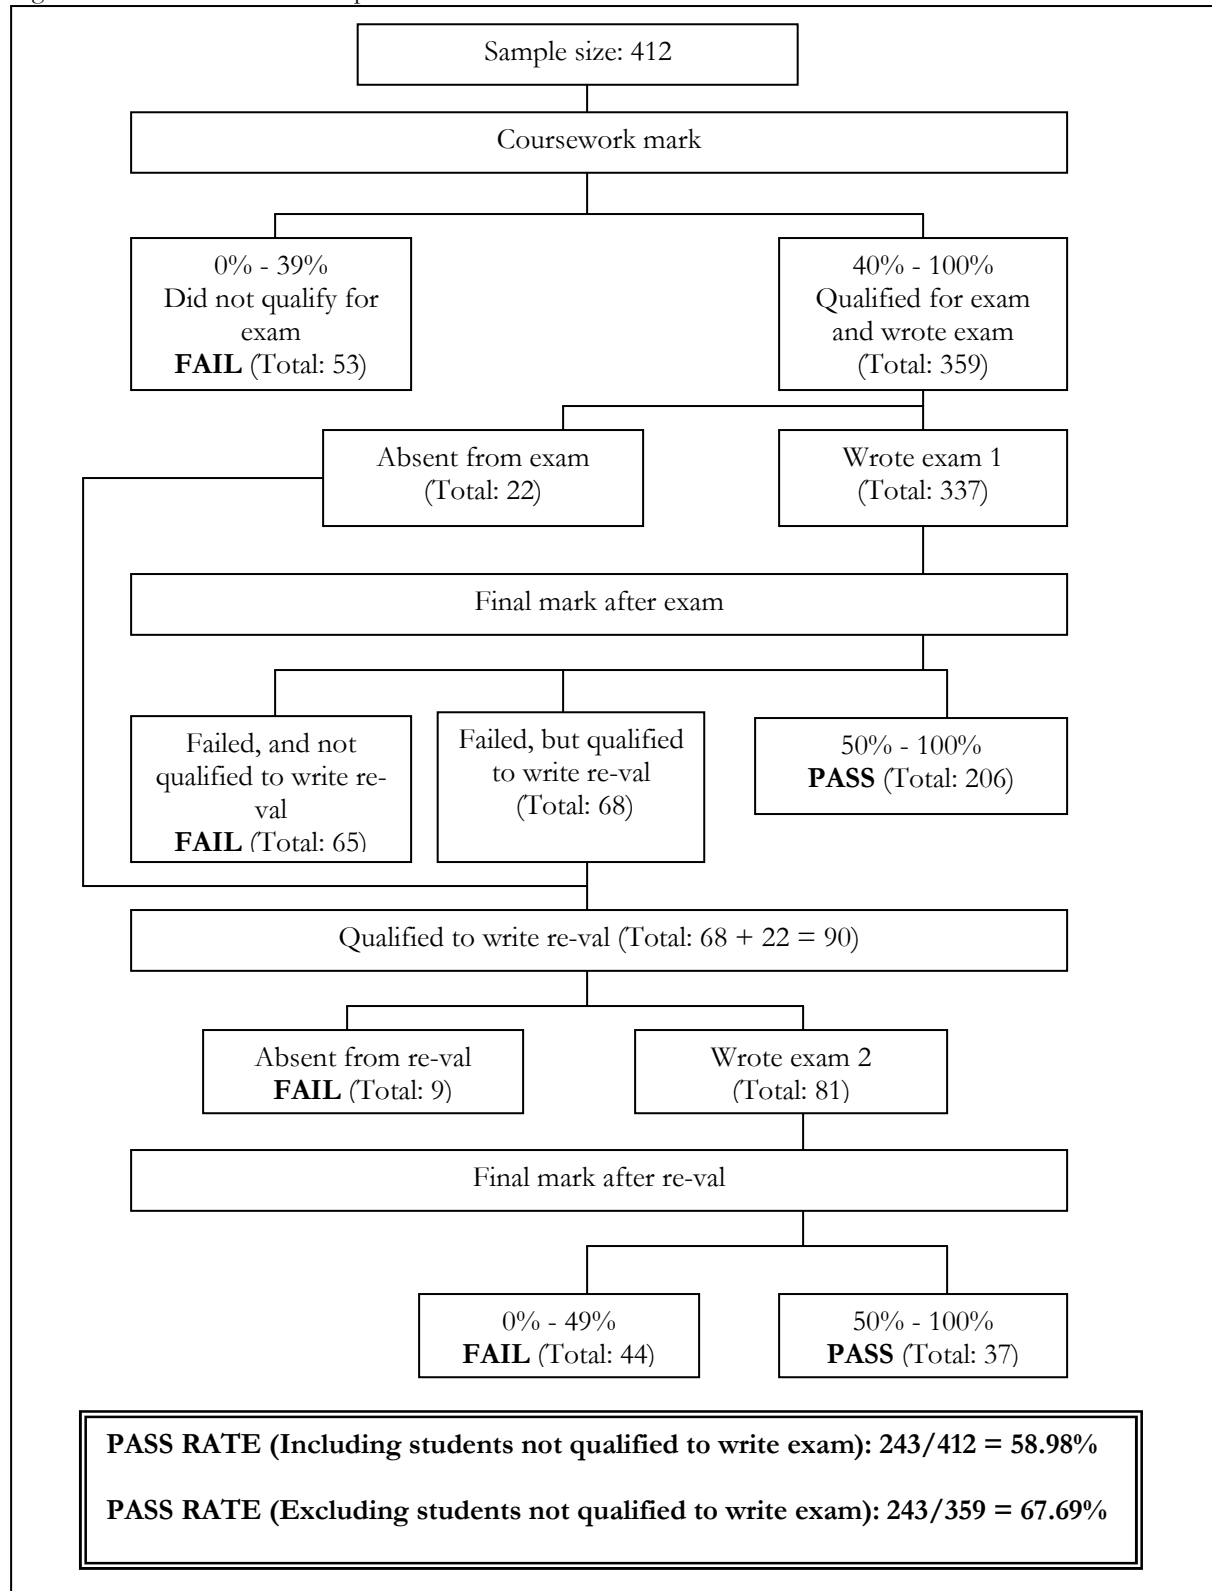 Sample size: 412
Coursework mark
0% - 39%
Did not qualify for
exam
FAIL (Total: 53)
40% - 100%
Qualified for exam
and wrote exam
(Total: 359)
Absent from exam
(Total: 22)
Wrote exam 1
(Total: 337)
Final mark after exam
Failed, and not
qualified to write re-
val
FAIL (Total: 65)
Failed, but qualified
to write re-val
(Total: 68)
50% - 100%
PASS (Total: 206)
Qualified to write re-val (Total: 68 + 22 = 90)
Absent from re-val
FAIL (Total: 9)
Wrote exam 2
(Total: 81)
Final mark after re-val
0% - 49%
FAIL (Total: 44)
50% - 100%
PASS (Total: 37)
PASS RATE (Including students not qualified to write exam): 243/412 = 58.98%
PASS RATE (Excluding students not qualified to write exam): 243/359 = 67.69%